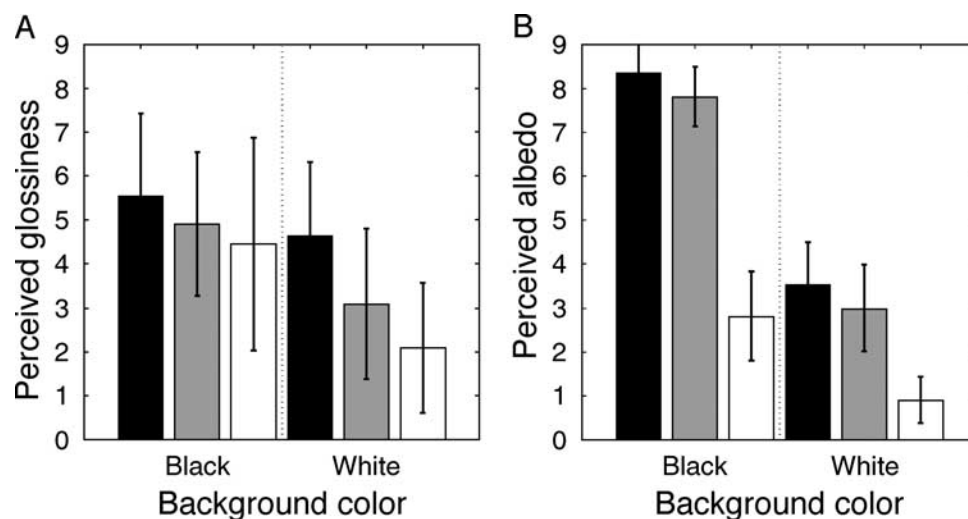 A
9
8
7
6
5
4
3
2
1
0
Perceived glossiness
Black White
Background color
B
9
8
7
6
5
4
3
2
1
0
Perceived albedo
Black White
Background color